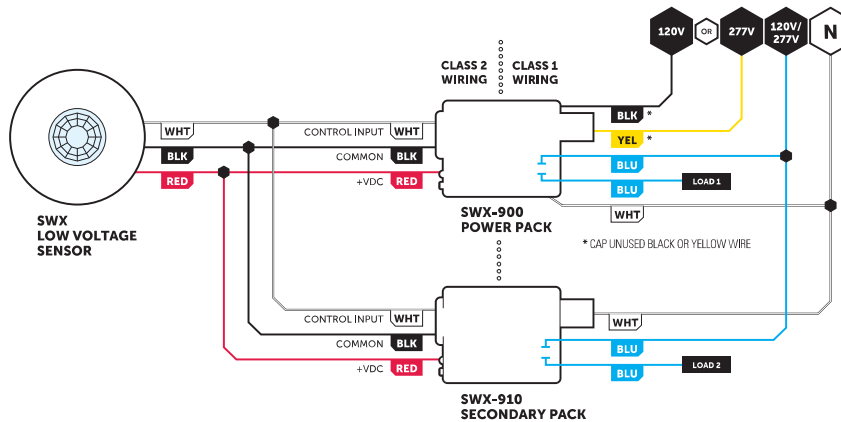 120V
OR
277V
120V/
277V
N
CLASS 2
WIRING
CLASS 1
WIRING
WHT
CONTROL INPUT
WHT
BLK *
BLK
COMMON
BLK
YEL *
RED
+VDC
RED
BLU
BLU
LOAD 1
WHT
SWX
LOW VOLTAGE
SENSOR
SWX-900
POWER PACK
* CAP UNUSED BLACK OR YELLOW WIRE
CONTROL INPUT
WHT
WHT
COMMON
BLK
BLU
+VDC
RED
BLU
LOAD 2
SWX-910
SECONDARY PACK